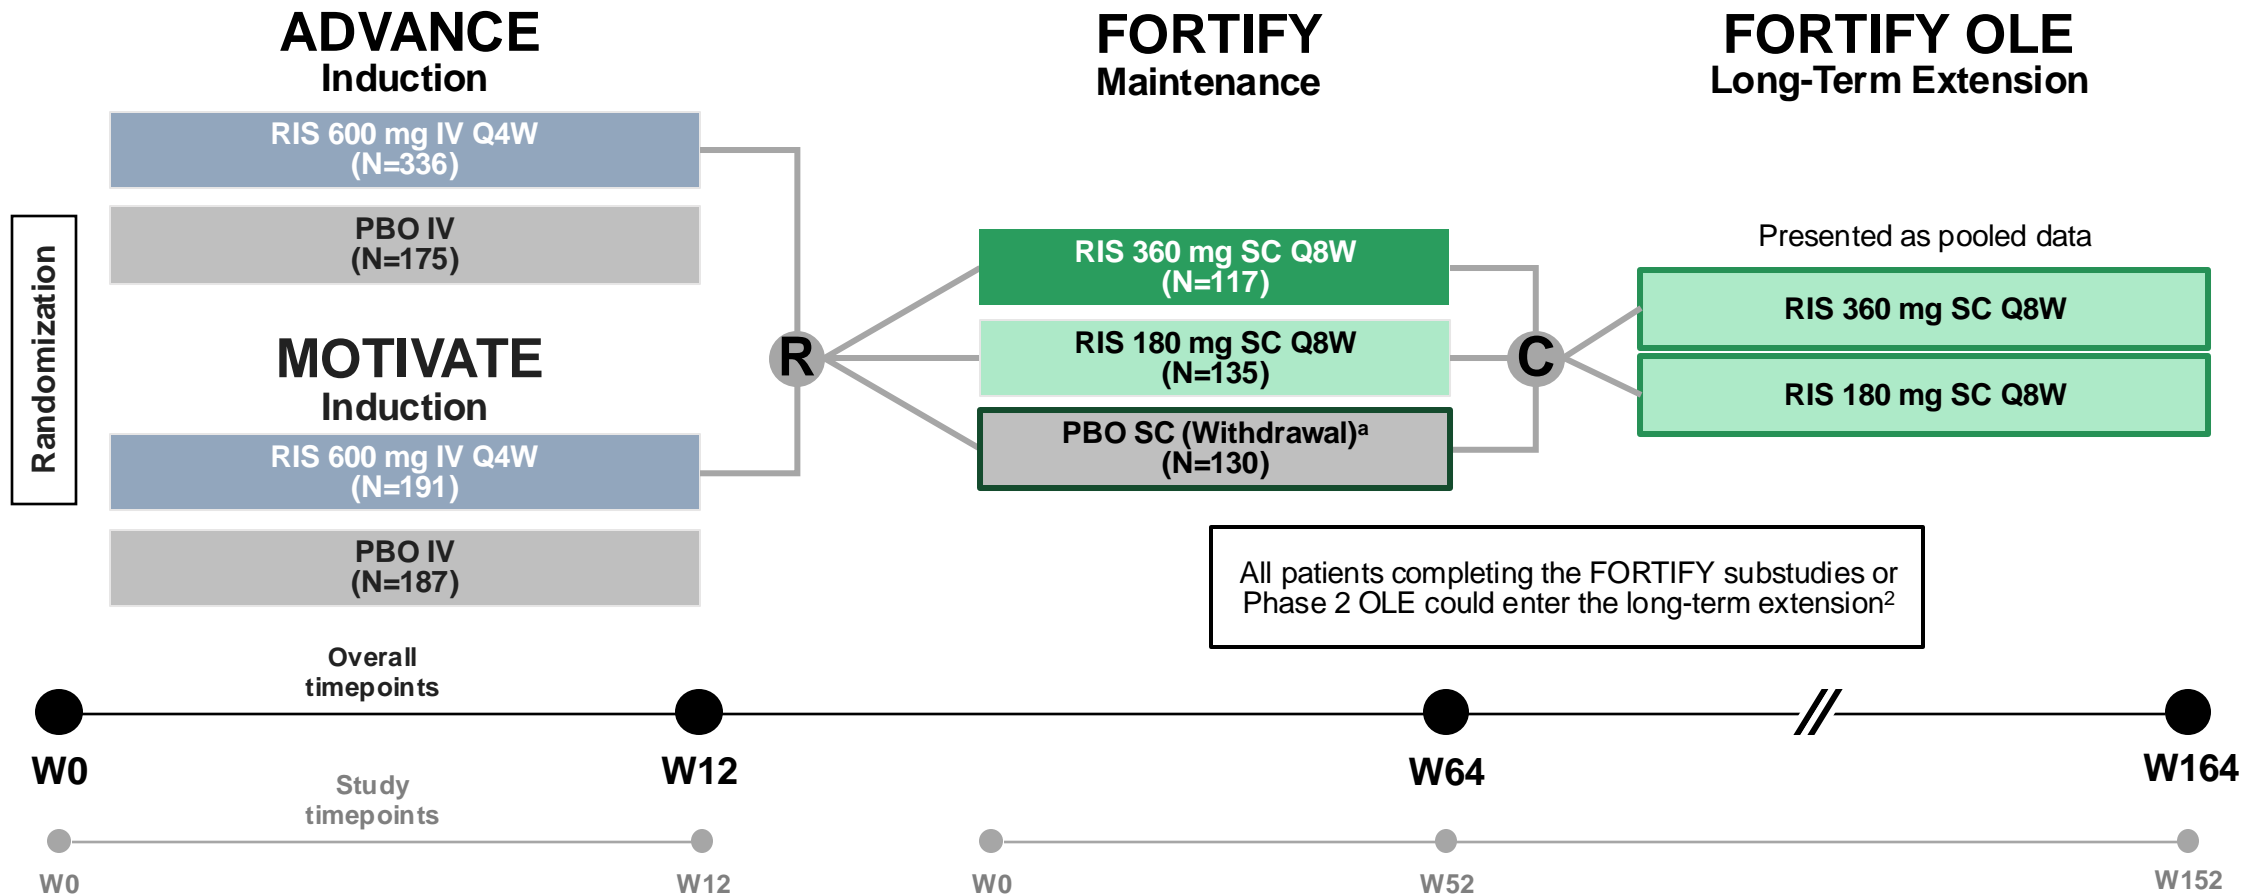 ADVANCE
Induction
RIS 600 mg IV Q4W
(N=336)
PBO IV
(N=175)
Randomization
MOTIVATE
Induction
RIS 600 mg IV Q4W
(N=191)
PBO IV
(N=187)
R
FORTIFY
Maintenance
RIS 360 mg SC Q8W
(N=117)
RIS 180 mg SC Q8W
(N=135)
PBO SC (Withdrawal)ᵃ
(N=130)
C
FORTIFY OLE
Long-Term Extension
Presented as pooled data
RIS 360 mg SC Q8W
RIS 180 mg SC Q8W
All patients completing the FORTIFY substudies or
Phase 2 OLE could enter the long-term extension²
Overall
timepoints
W0
W12
W64
W164
Study
timepoints
W0
W12
W0
W52
W152